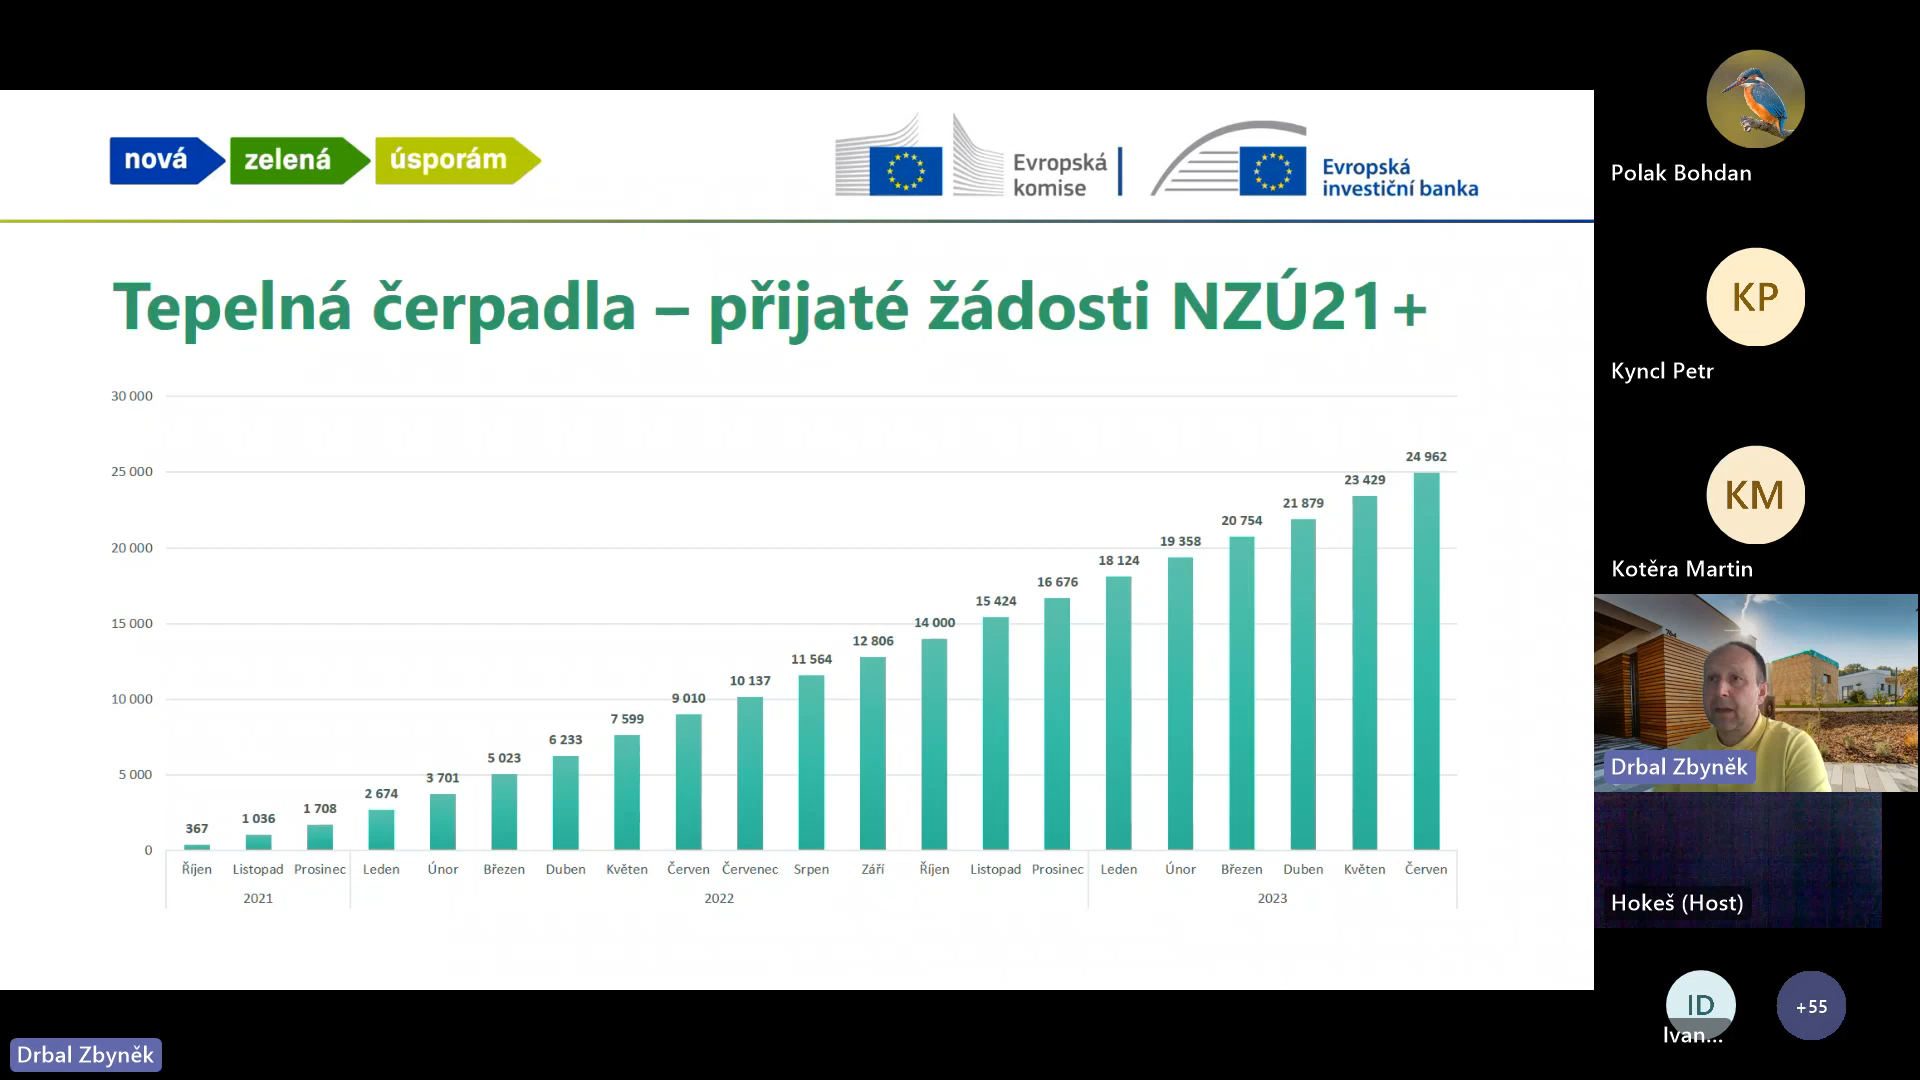 nová zelená úsporám
Evropská
komise
Evropská
investiční banka
Tepelná čerpadla – přijaté žádosti NZÚ21+
30 000
25 000
20 000
15 000
10 000
5 000
0
367
1 036
1 708
2 674
3 701
5 023
6 233
7 599
9 010
10 137
11 564
12 806
14 000
15 424
16 676
18 124
19 358
20 754
21 879
23 429
24 962
Říjen Listopad Prosinec Leden Únor Březen Duben Květen Červen Červenec Srpen Září Říjen Listopad Prosinec Leden Únor Březen Duben Květen Červen
2021 2022 2023
Polak Bohdan
KP
Kyncl Petr
KM
Kotěra Martin
Drbal Zbyněk
Hokeš (Host)
ID
Ivan...
+55
Drbal Zbyněk